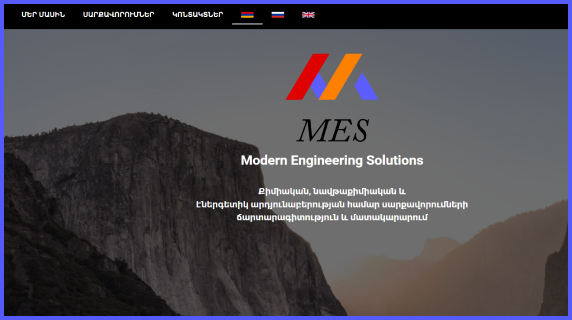 ՄԵՐ ՄԱՍԻՆ ՍԱՐՔԱՎՈՐՈՒՄՆԵՐ ԿՈՆՏԱԿՏՆԵՐ
MES
Modern Engineering Solutions
Քիմիական, նավթաքիմիական և
էներգետիկ արդյունաբերության համար սարքավորումների
ճարտարագիտություն և մատակարարում